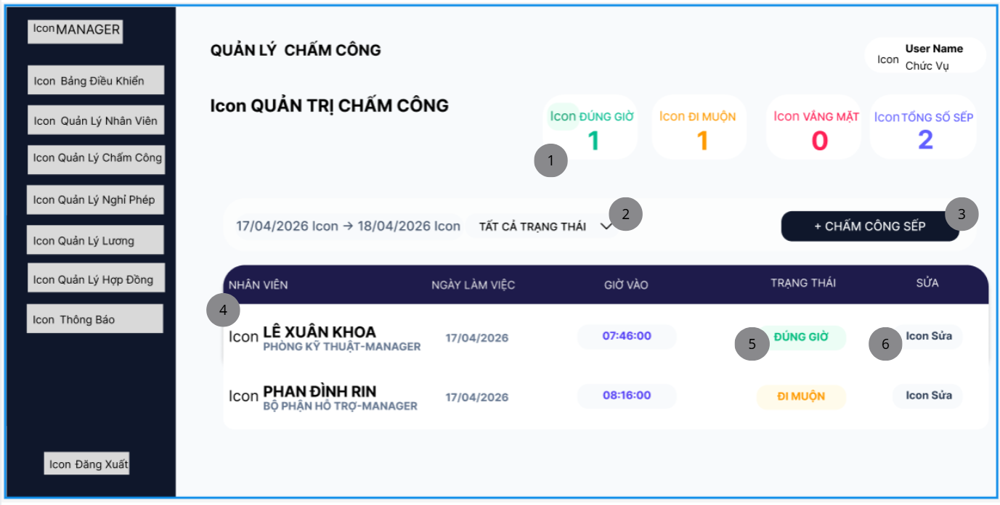 Icon MANAGER
Icon Bảng Điều Khiển
Icon Quản Lý Nhân Viên
Icon Quản Lý Chấm Công
Icon Quản Lý Nghỉ Phép
Icon Quản Lý Lương
Icon Quản Lý Hợp Đồng
Icon Thông Báo
Icon Đăng Xuất
QUẢN LÝ CHẤM CÔNG
Icon
User Name
Chức Vụ
Icon QUẢN TRỊ CHẤM CÔNG
Icon ĐÚNG GIỜ
1
Icon ĐI MUỘN
1
Icon VẮNG MẶT
0
Icon TỔNG SỐ SẾP
2
1
17/04/2026 Icon → 18/04/2026 Icon
TẤT CẢ TRẠNG THÁI
2
+ CHẤM CÔNG SẾP
3
NHÂN VIÊN NGÀY LÀM VIỆC GIỜ VÀO TRẠNG THÁI SỬA
4
Icon LÊ XUÂN KHOA
PHÒNG KỸ THUẬT-MANAGER
17/04/2026
07:46:00
5
ĐÚNG GIỜ
6
Icon Sửa
Icon PHAN ĐÌNH RIN
BỘ PHẬN HỖ TRỢ-MANAGER
17/04/2026
08:16:00
ĐI MUỘN
Icon Sửa